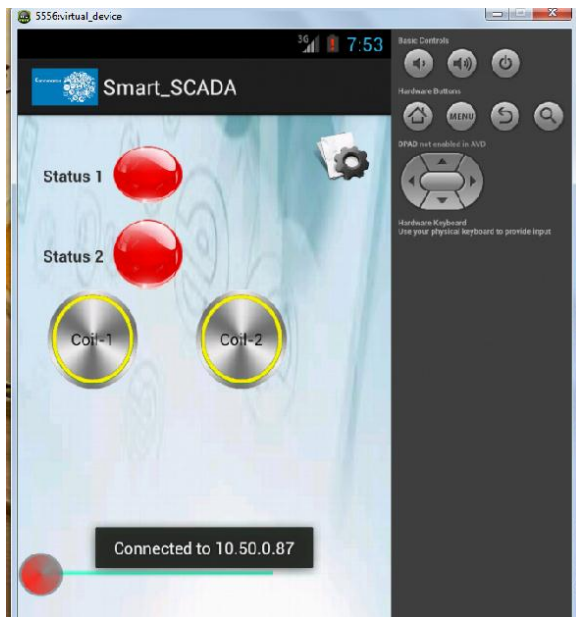 5556:virtual_device
3G 7:53
Smart_SCADA
Status 1
Status 2
Coil-1
Coil-2
Connected to 10.50.0.87
Basic Controls
Hardware Buttons
MENU
DPAD not enabled in AVD
Hardware Keyboard
Use your physical keyboard to provide input